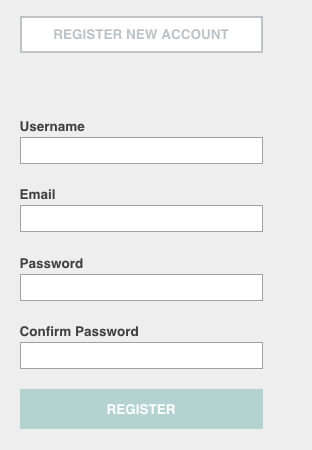 REGISTER NEW ACCOUNT
Username
Email
Password
Confirm Password
REGISTER